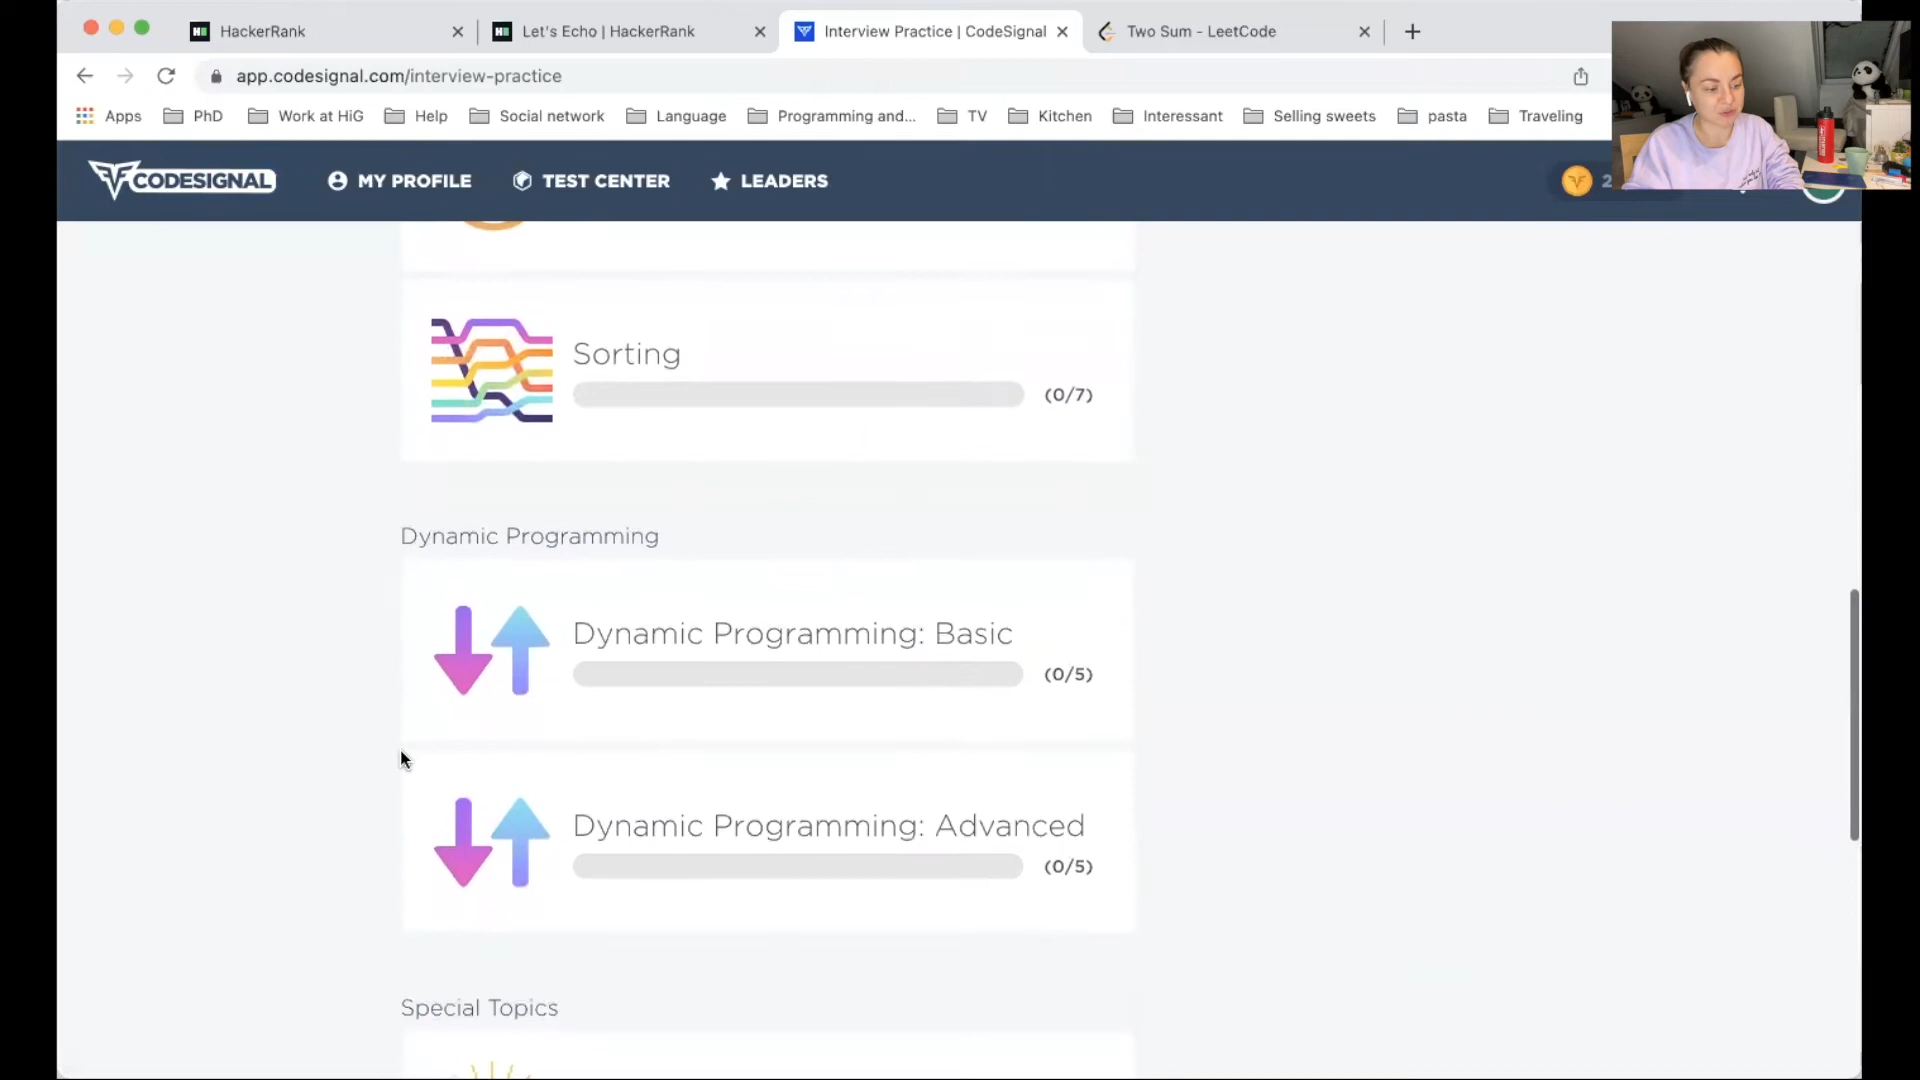 HackerRank
Let's Echo | HackerRank
Interview Practice | CodeSignal
Two Sum - LeetCode
app.codesignal.com/interview-practice
Apps PhD Work at HiG Help Social network Language Programming and... TV Kitchen Interessant Selling sweets pasta Traveling
CODESIGNAL MY PROFILE TEST CENTER LEADERS 2
Sorting
(0/7)
Dynamic Programming
Dynamic Programming: Basic
(0/5)
Dynamic Programming: Advanced
(0/5)
Special Topics